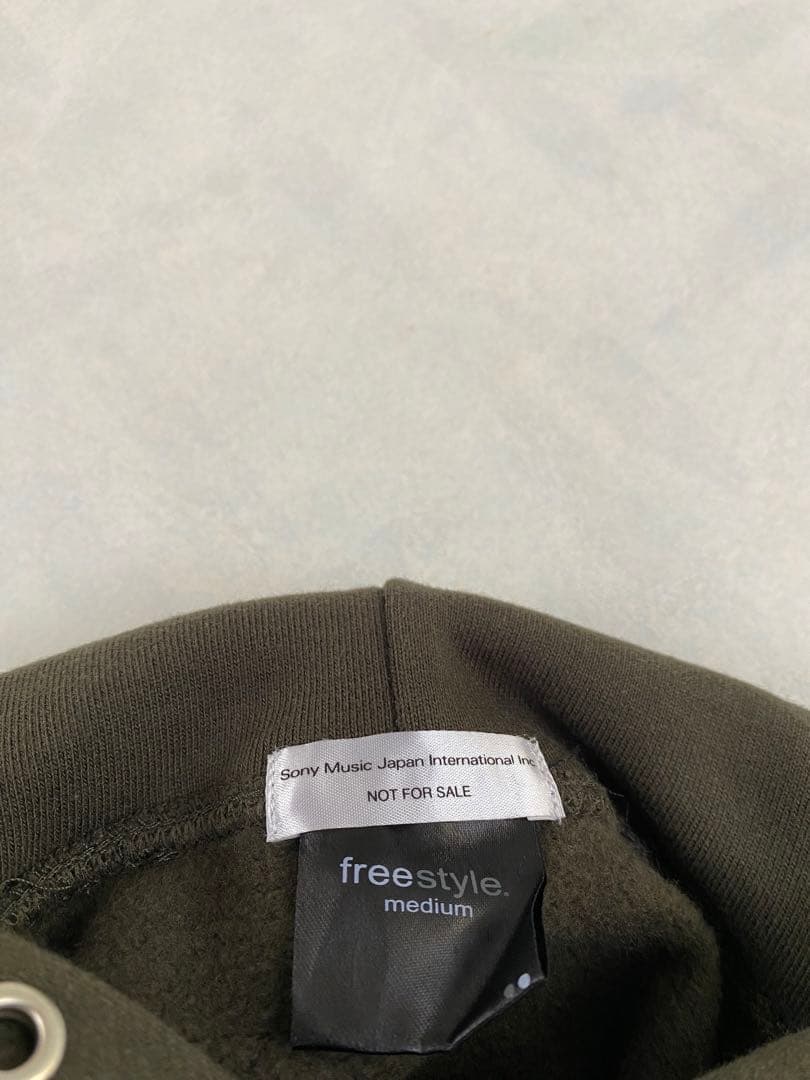 Sony Music Japan International Inc.
NOT FOR SALE
freestyle.
medium